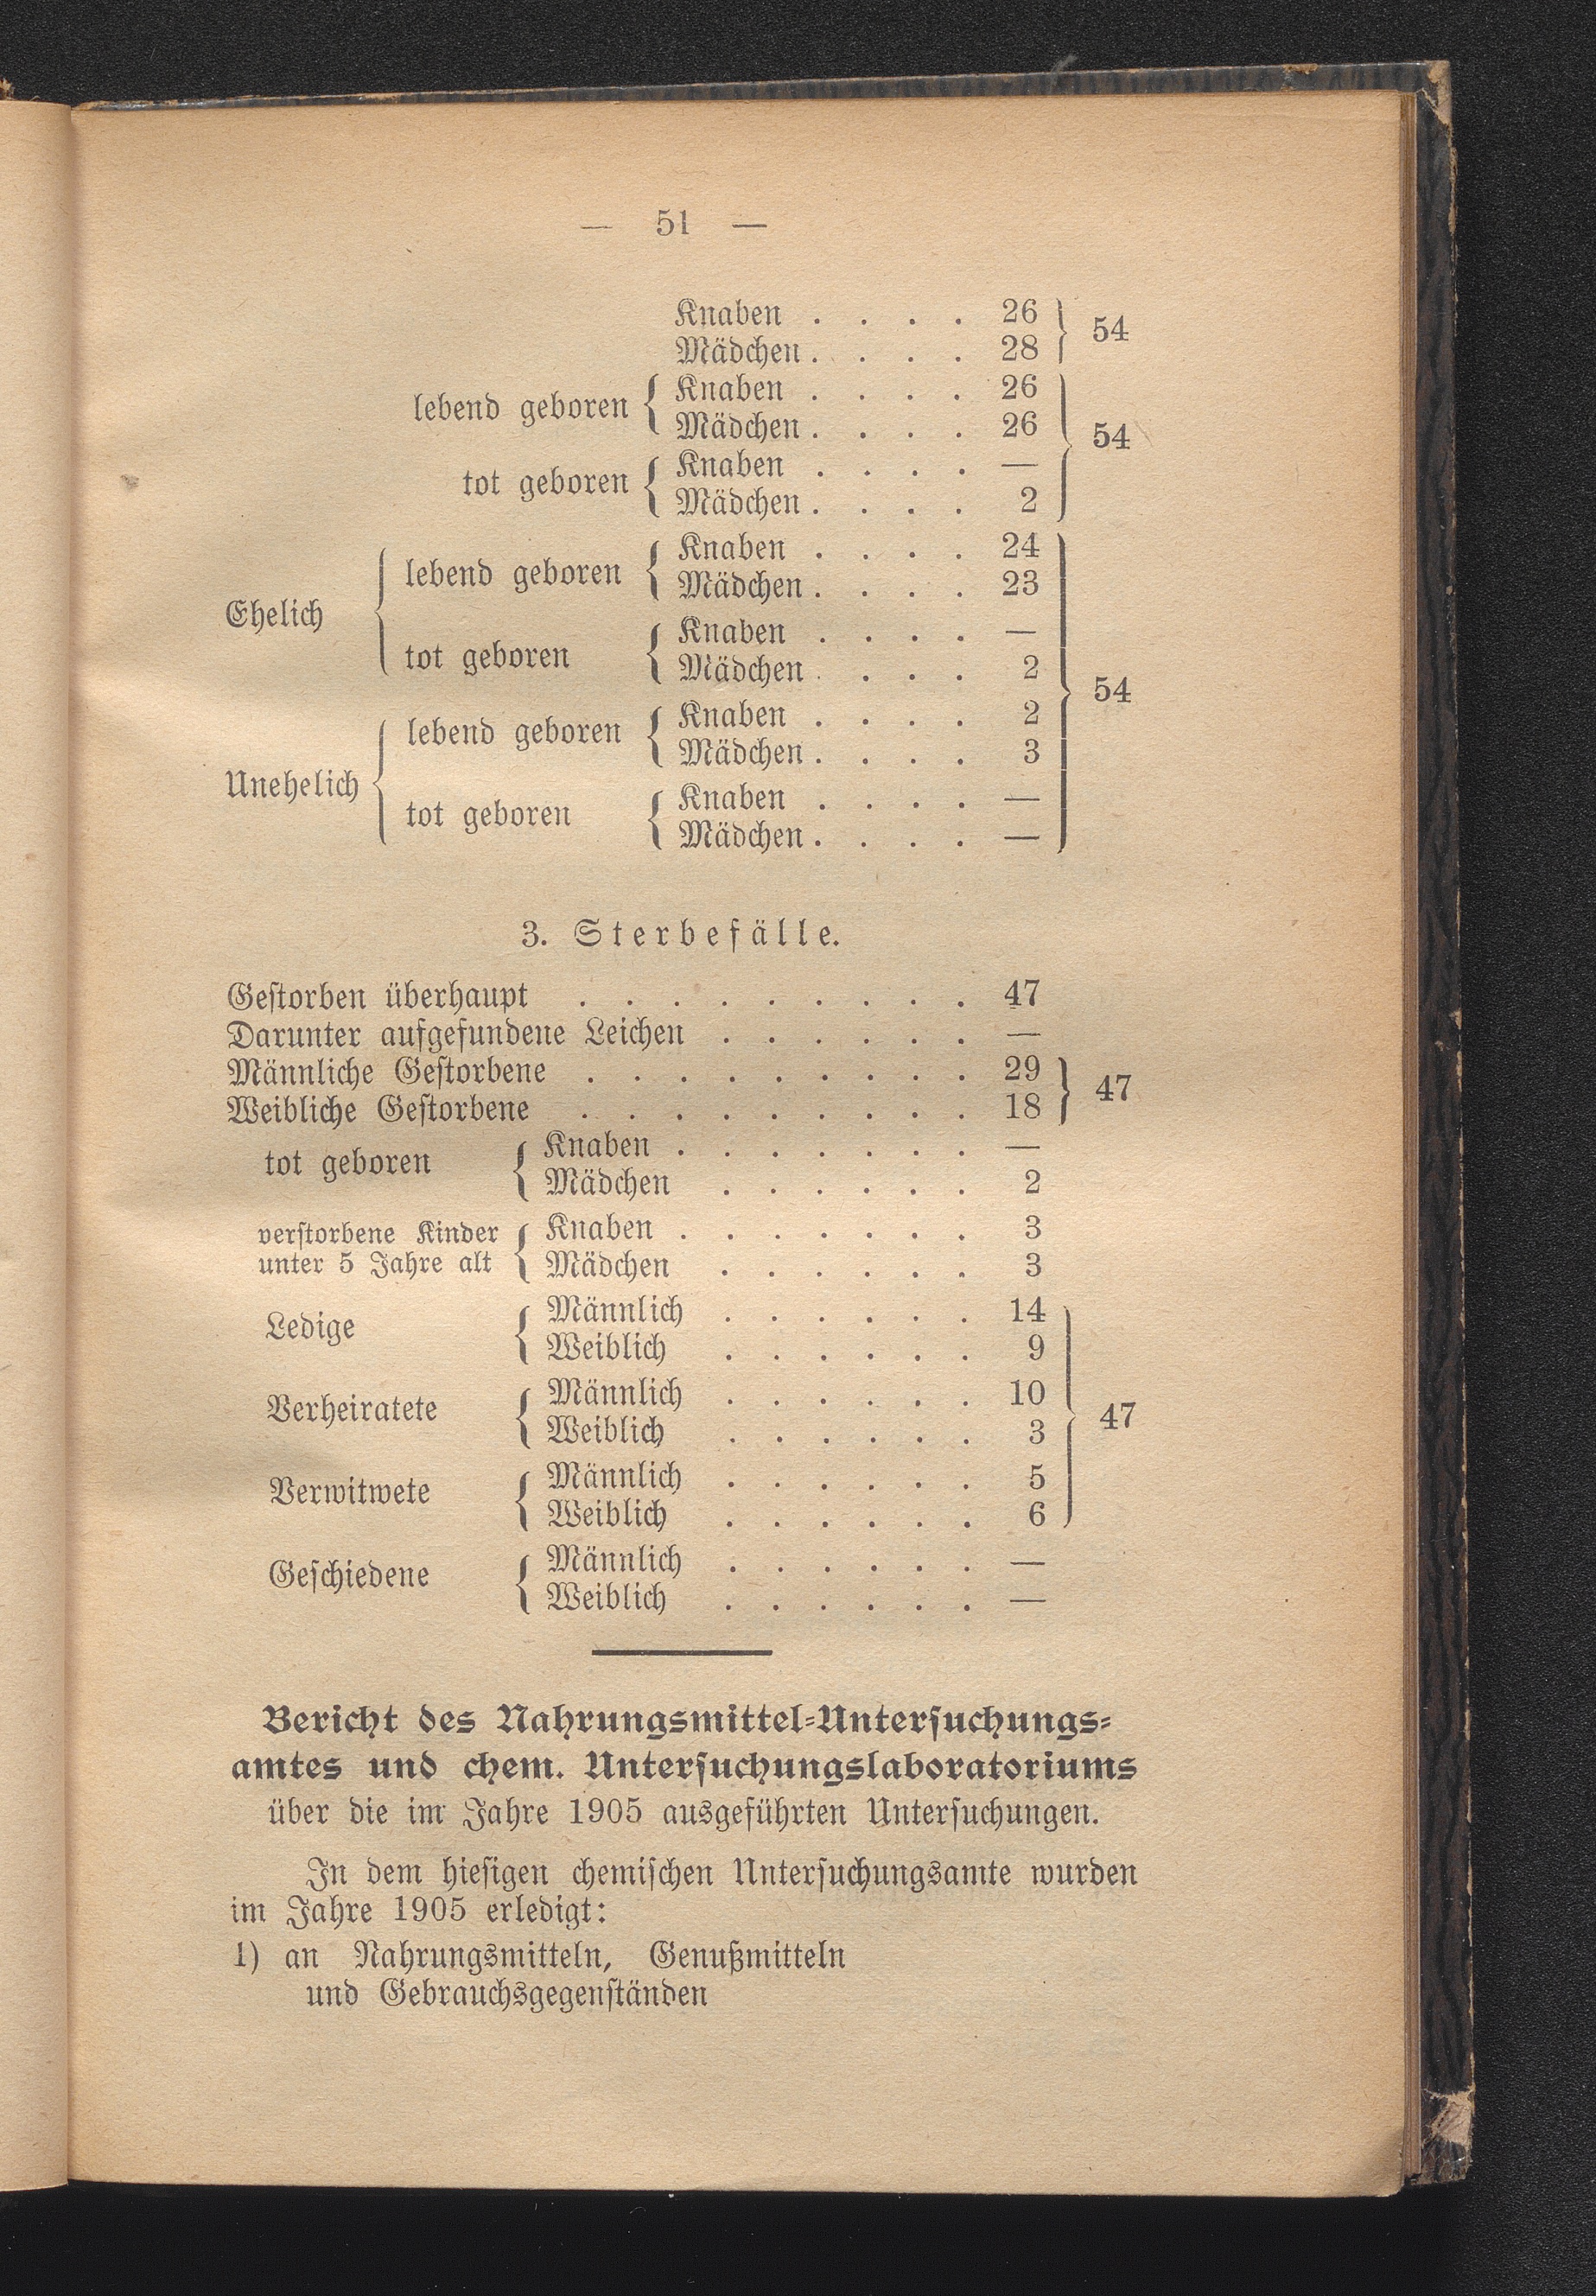 — 51 —
Knaben . . . . 26 } 54
Mädchen . . . . 28
lebend geboren { Knaben . . . . 26 } 54
Mädchen . . . . 26
tot geboren { Knaben . . . . —
Mädchen . . . . 2
Ehelich { lebend geboren { Knaben . . . . 24 } 54
Mädchen . . . . 23
tot geboren { Knaben . . . . —
Mädchen . . . . 2
Unehelich { lebend geboren { Knaben . . . . 2
Mädchen . . . . 3
tot geboren { Knaben . . . . —
Mädchen . . . . —
3. Sterbefälle.
Gestorben überhaupt . . . . . . . . . 47
Darunter aufgefundene Leichen . . . . . . —
Männliche Gestorbene . . . . . . . . . 29 } 47
Weibliche Gestorbene . . . . . . . . . 18
tot geboren { Knaben . . . . . . . —
Mädchen . . . . . . 2
verstorbene Kinder unter 5 Jahre alt { Knaben . . . . . . . 3
Mädchen . . . . . . 3
Ledige { Männlich . . . . . . 14 } 47
Weiblich . . . . . . 9
Verheiratete { Männlich . . . . . . 10
Weiblich . . . . . . 3
Verwitwete { Männlich . . . . . . 5
Weiblich . . . . . . 6
Geschiedene { Männlich . . . . . . —
Weiblich . . . . . . —
Bericht des Nahrungsmittel-Untersuchungs-
amtes und chem. Untersuchungslaboratoriums
über die im Jahre 1905 ausgeführten Untersuchungen.
In dem hiesigen chemischen Untersuchungsamte wurden
im Jahre 1905 erledigt:
1) an Nahrungsmitteln, Genußmitteln
und Gebrauchsgegenständen